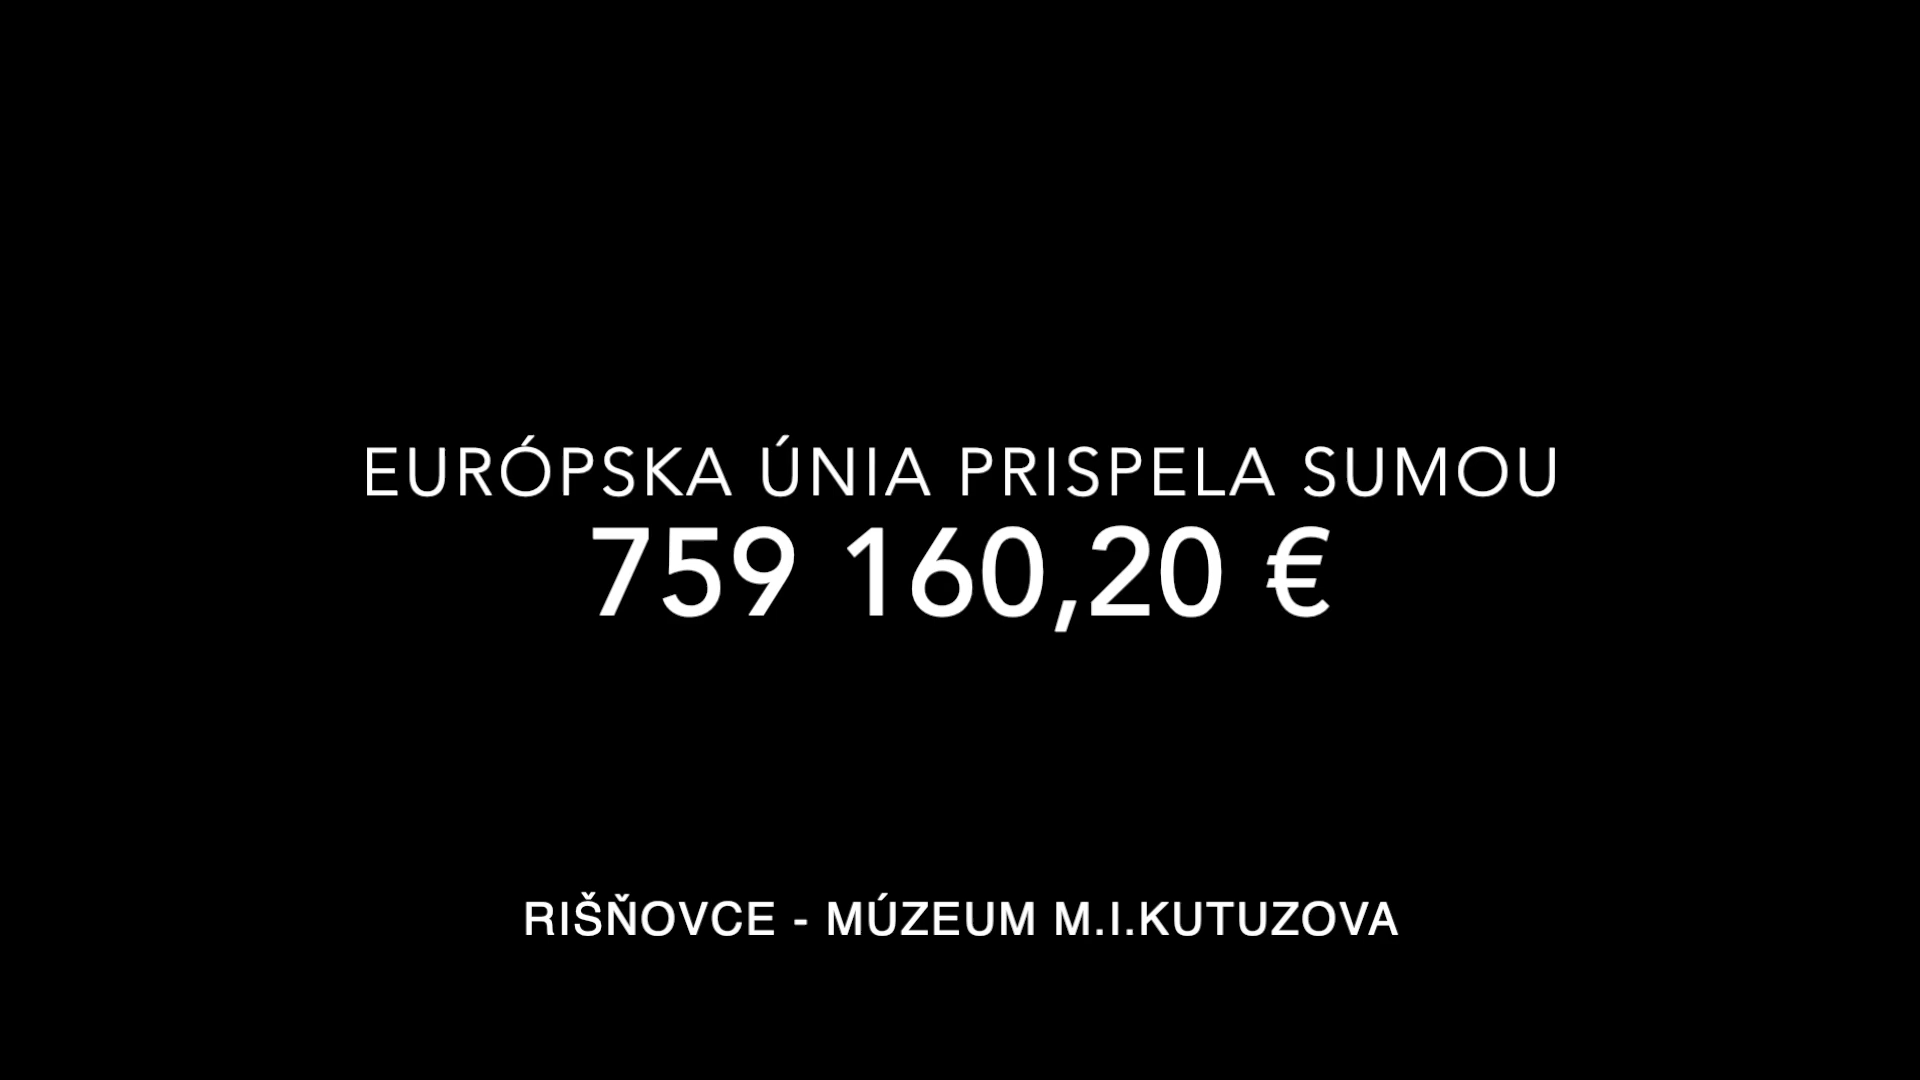 EURÓPSKA ÚNIA PRISPELA SUMOU
759 160,20 €
RIŠŇOVCE - MÚZEUM M.I.KUTUZOVA